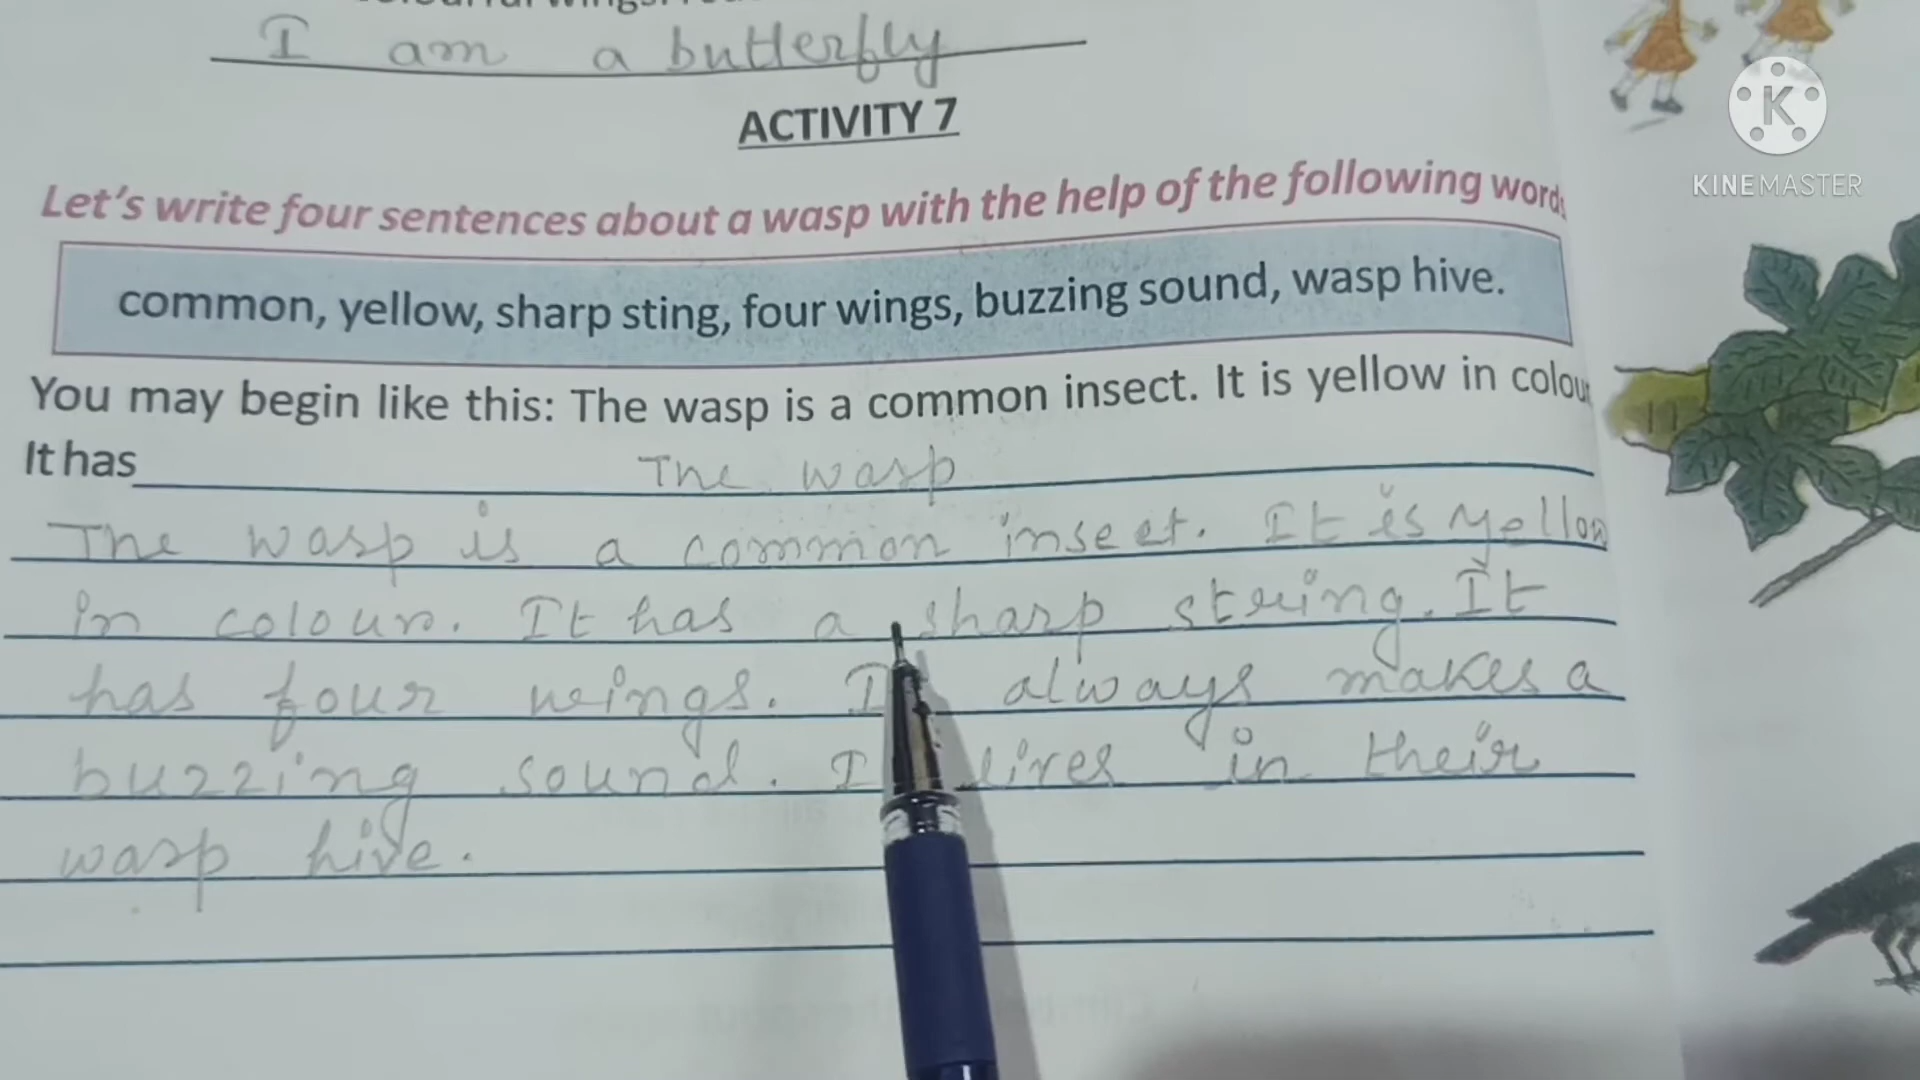 I am a butterfly
ACTIVITY 7
KINEMASTER
Let's write four sentences about a wasp with the help of the following words
common, yellow, sharp sting, four wings, buzzing sound, wasp hive.
You may begin like this: The wasp is a common insect. It is yellow in colour
It has The wasp
The wasp is a common insect. It is yellow
in colour. It has a sharp string. It
has four wings. I always makes a
buzzing sound. I lives in their
wasp hive.